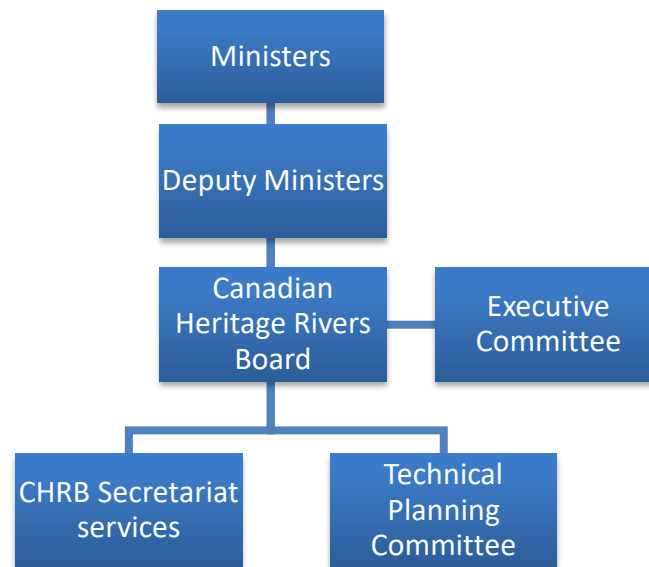 Ministers
Deputy Ministers
Canadian
Heritage Rivers
Board
Executive
Committee
CHRB Secretariat
services
Technical
Planning
Committee